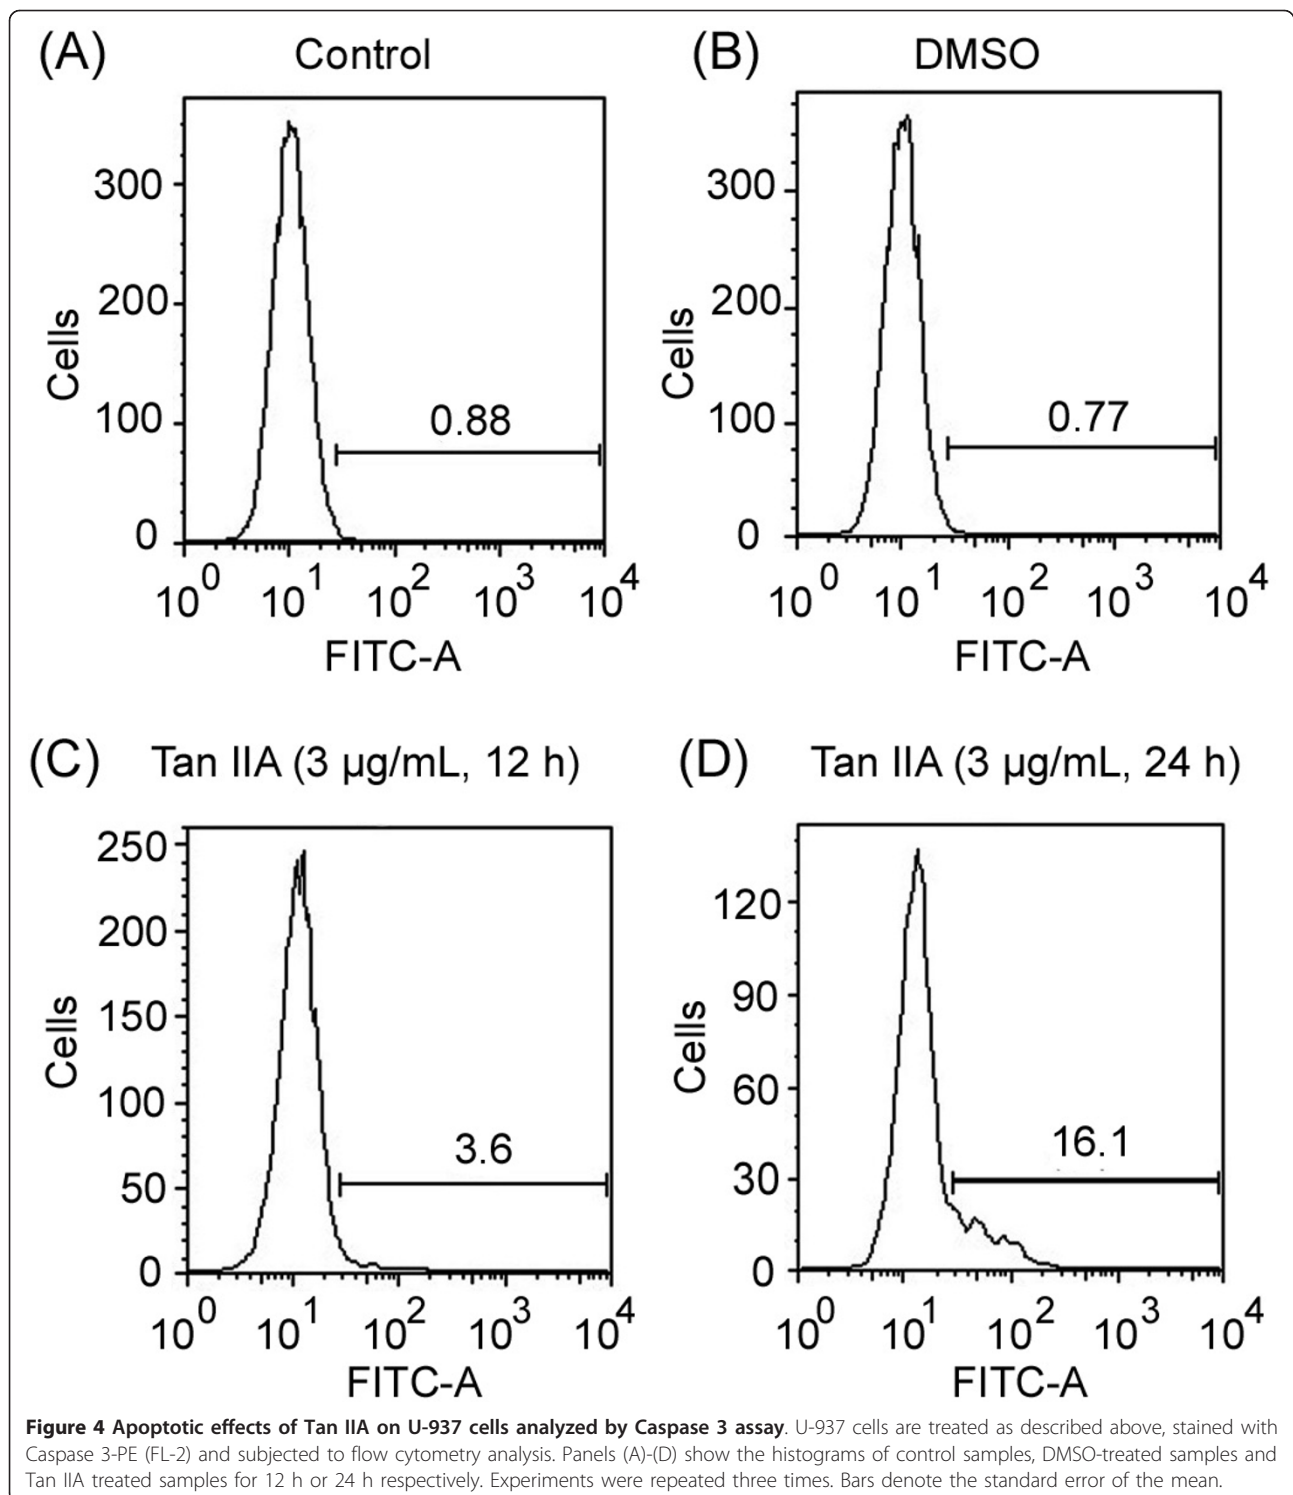 (A) Control
300
200
100
0
Cells
0.88
10^0 10^1 10^2 10^3 10^4
FITC-A
(B) DMSO
300
200
100
0
Cells
0.77
10^0 10^1 10^2 10^3 10^4
FITC-A
(C) Tan IIA (3 µg/mL, 12 h)
250
200
150
100
50
0
Cells
3.6
10^0 10^1 10^2 10^3 10^4
FITC-A
(D) Tan IIA (3 µg/mL, 24 h)
120
90
60
30
0
Cells
16.1
10^0 10^1 10^2 10^3 10^4
FITC-A
Figure 4 Apoptotic effects of Tan IIA on U-937 cells analyzed by Caspase 3 assay. U-937 cells are treated as described above, stained with
Caspase 3-PE (FL-2) and subjected to flow cytometry analysis. Panels (A)-(D) show the histograms of control samples, DMSO-treated samples and
Tan IIA treated samples for 12 h or 24 h respectively. Experiments were repeated three times. Bars denote the standard error of the mean.